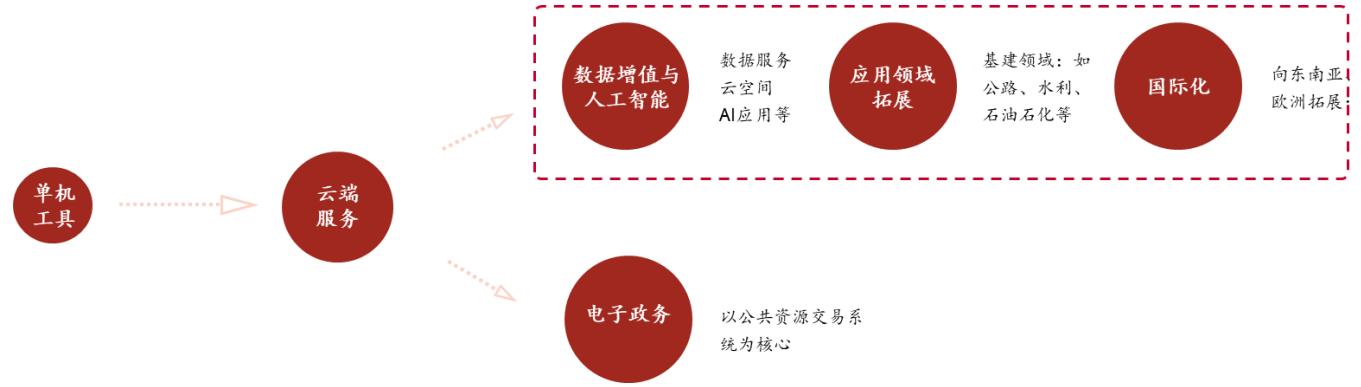 单机
工具
云端
服务
数据增值与
人工智能
数据服务
云空间
AI应用等
应用领域
拓展
基建领域：如
公路、水利、
石油石化等
国际化
向东南亚、
欧洲拓展
电子政务
以公共资源交易系
统为核心